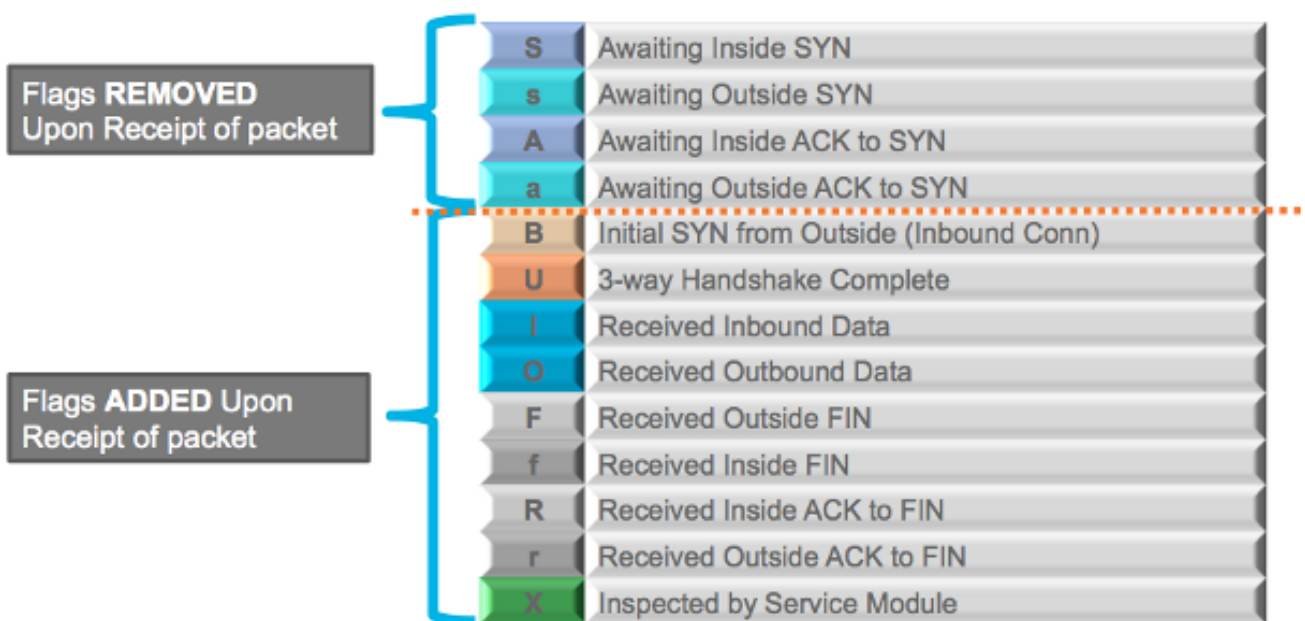 Flags REMOVED
Upon Receipt of packet
S Awaiting Inside SYN
s Awaiting Outside SYN
A Awaiting Inside ACK to SYN
a Awaiting Outside ACK to SYN
Flags ADDED Upon
Receipt of packet
B Initial SYN from Outside (Inbound Conn)
U 3-way Handshake Complete
I Received Inbound Data
O Received Outbound Data
F Received Outside FIN
f Received Inside FIN
R Received Inside ACK to FIN
r Received Outside ACK to FIN
X Inspected by Service Module